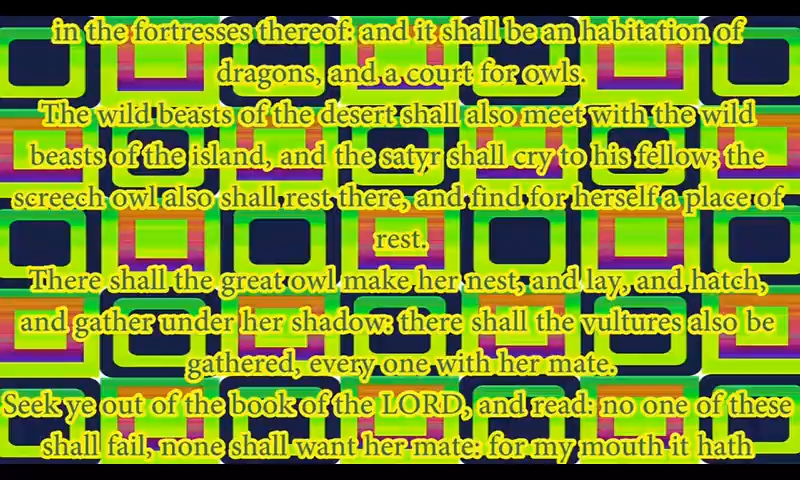 in the fortresses thereof: and it shall be an habitation of
dragons, and a court for owls.
The wild beasts of the desert shall also meet with the wild
beasts of the island, and the satyr shall cry to his fellow; the
screech owl also shall rest there, and find for herself a place of
rest.
There shall the great owl make her nest, and lay, and hatch,
and gather under her shadow: there shall the vultures also be
gathered, every one with her mate.
Seek ye out of the book of the LORD, and read: no one of these
shall fail, none shall want her mate: for my mouth it hath